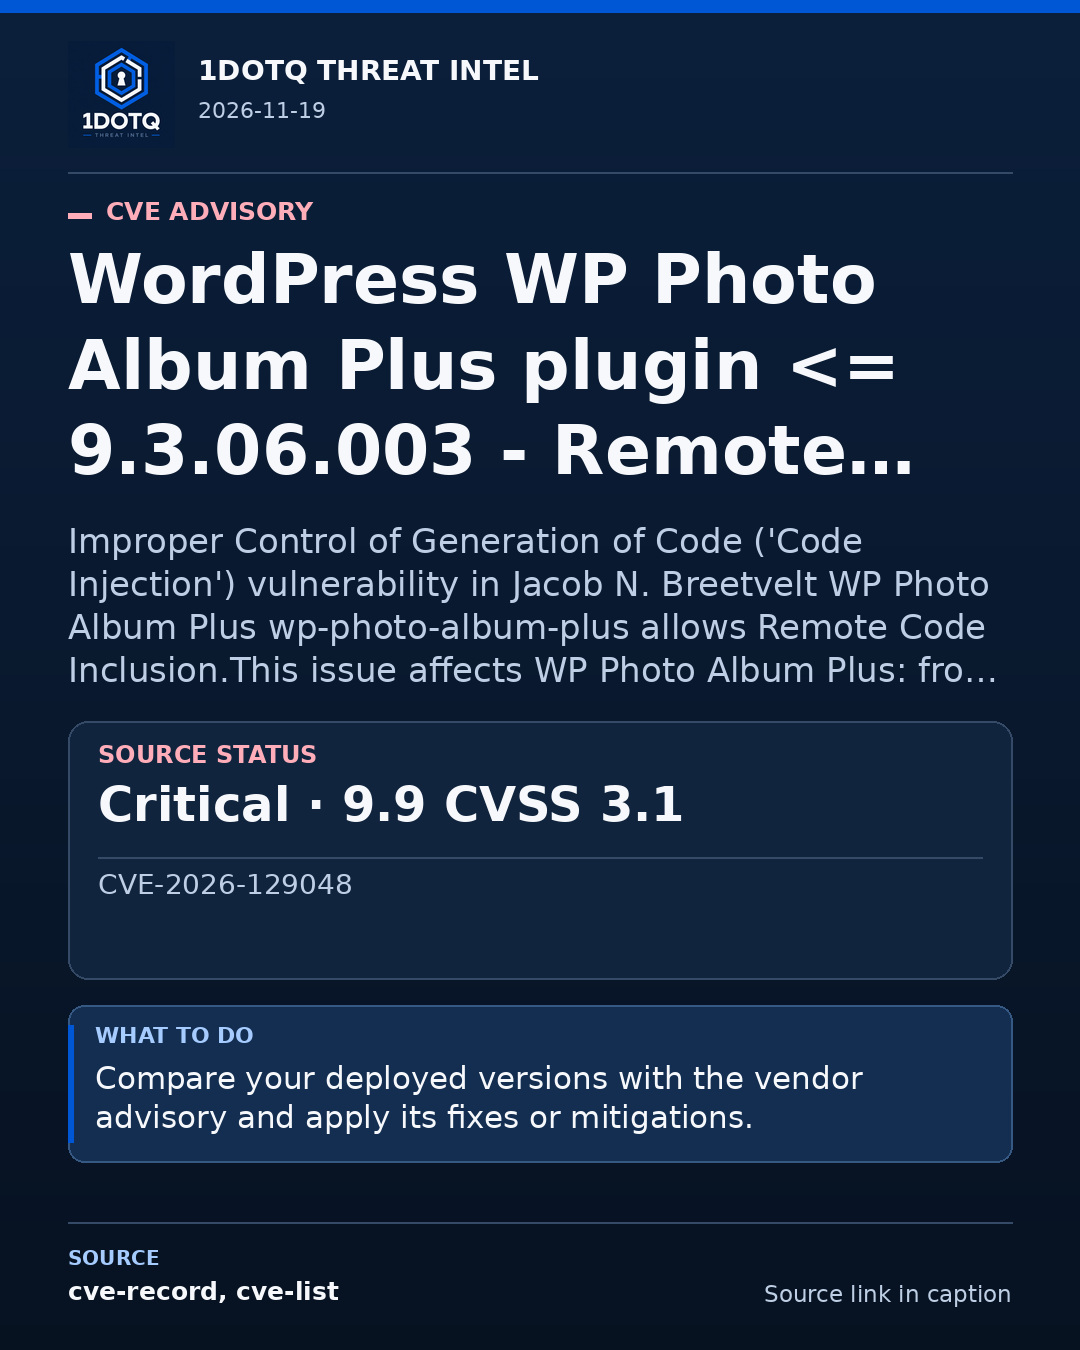 1DOTQ
THREAT INTEL
1DOTQ THREAT INTEL
2026-11-19
CVE ADVISORY
WordPress WP Photo
Album Plus plugin <=
9.3.06.003 - Remote…
Improper Control of Generation of Code ('Code
Injection') vulnerability in Jacob N. Breetvelt WP Photo
Album Plus wp-photo-album-plus allows Remote Code
Inclusion.This issue affects WP Photo Album Plus: fro…
SOURCE STATUS
Critical · 9.9 CVSS 3.1
CVE-2026-129048
WHAT TO DO
Compare your deployed versions with the vendor
advisory and apply its fixes or mitigations.
SOURCE
cve-record, cve-list
Source link in caption